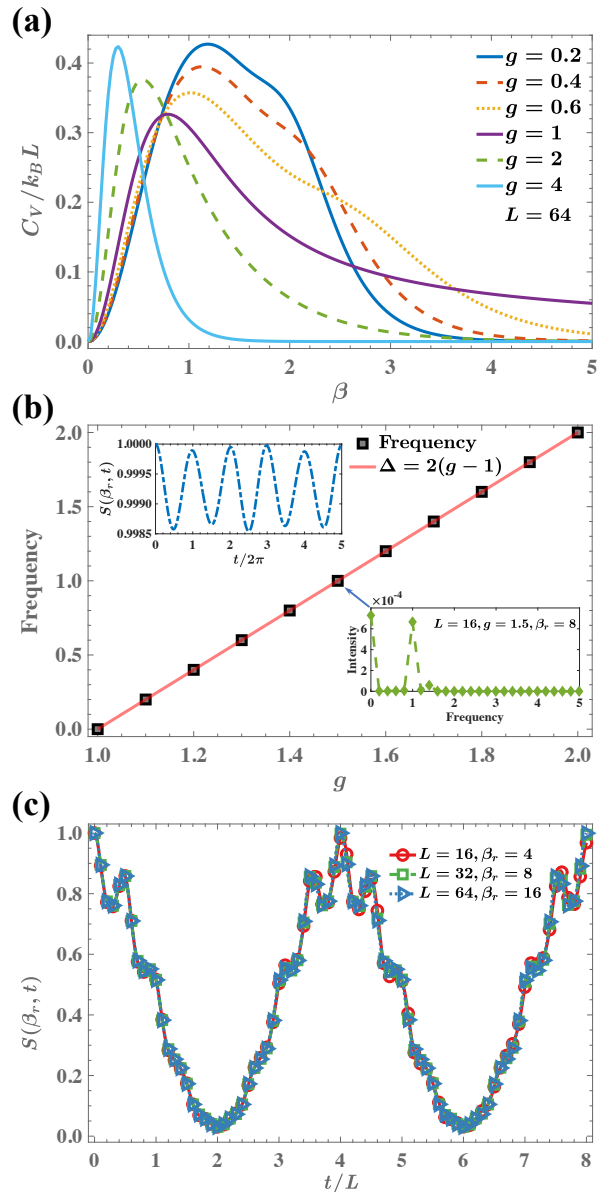 (a)
C_V/k_B L
0.4
0.3
0.2
0.1
0.0
g = 0.2
g = 0.4
g = 0.6
g = 1
g = 2
g = 4
L = 64
0 1 2 3 4 5
β
(b)
Frequency
2.0
1.5
1.0
0.5
0.0
S(β_r, t)
1.0000
0.9995
0.9990
0.9985
0 1 2 3 4 5
t/2π
Frequency
Δ = 2(g − 1)
×10⁻⁴
Intensity
6
4
2
0
L = 16, g = 1.5, β_r = 8
0 1 2 3 4 5
Frequency
1.0 1.2 1.4 1.6 1.8 2.0
g
(c)
S(β_r, t)
1.0
0.8
0.6
0.4
0.2
0.0
L = 16, β_r = 4
L = 32, β_r = 8
L = 64, β_r = 16
0 1 2 3 4 5 6 7 8
t/L